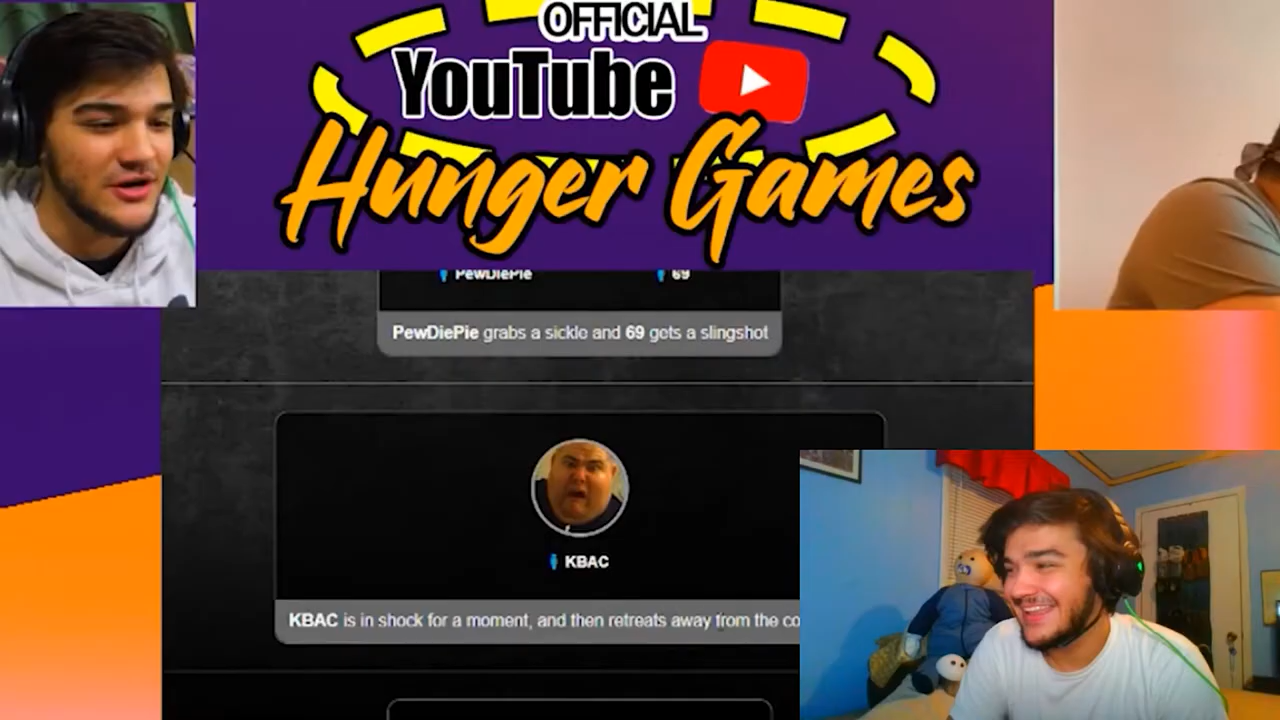 OFFICIAL
YouTube
Hunger Games
PewDiePie 69
PewDiePie grabs a sickle and 69 gets a slingshot
KBAC
KBAC is in shock for a moment, and then retreats away from the co